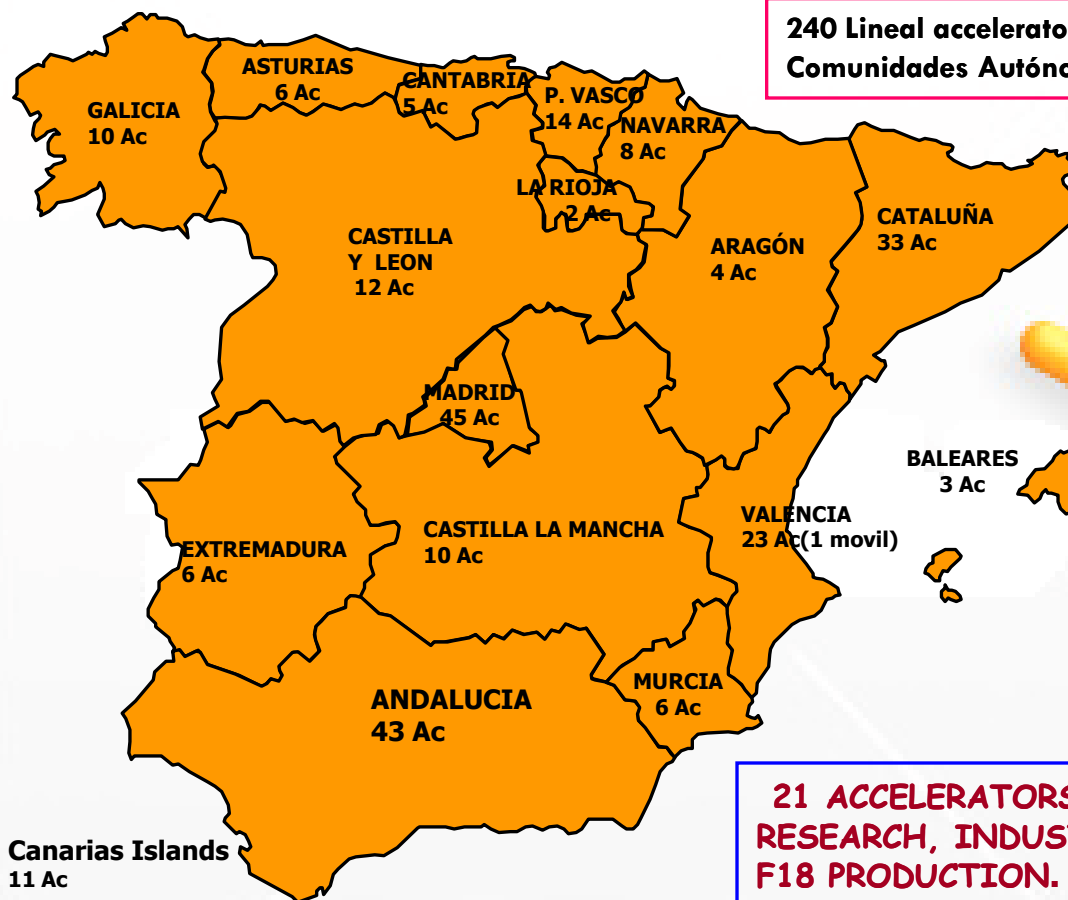 240 Lineal
Comunidades
ASTURIAS
6 Ac
CANTABRIA
5 Ac
P. VASCO
14 Ac
NAVARRA
8 Ac
GALICIA
10 Ac
LA RIOJA
2 Ac
CASTILLA
Y LEON
12 Ac
ARAGÓN
4 Ac
CATALUÑA
33 Ac
MADRID
45 Ac
BALEARES
3 Ac
VALENCIA
23 Ac(1 movil)
CASTILLA LA MANCHA
10 Ac
EXTREMADURA
6 Ac
MURCIA
6 Ac
ANDALUCIA
43 Ac
Canarias Islands
11 Ac
21 ACCELERATORS
RESEARCH,
F18 PRODUCTION.